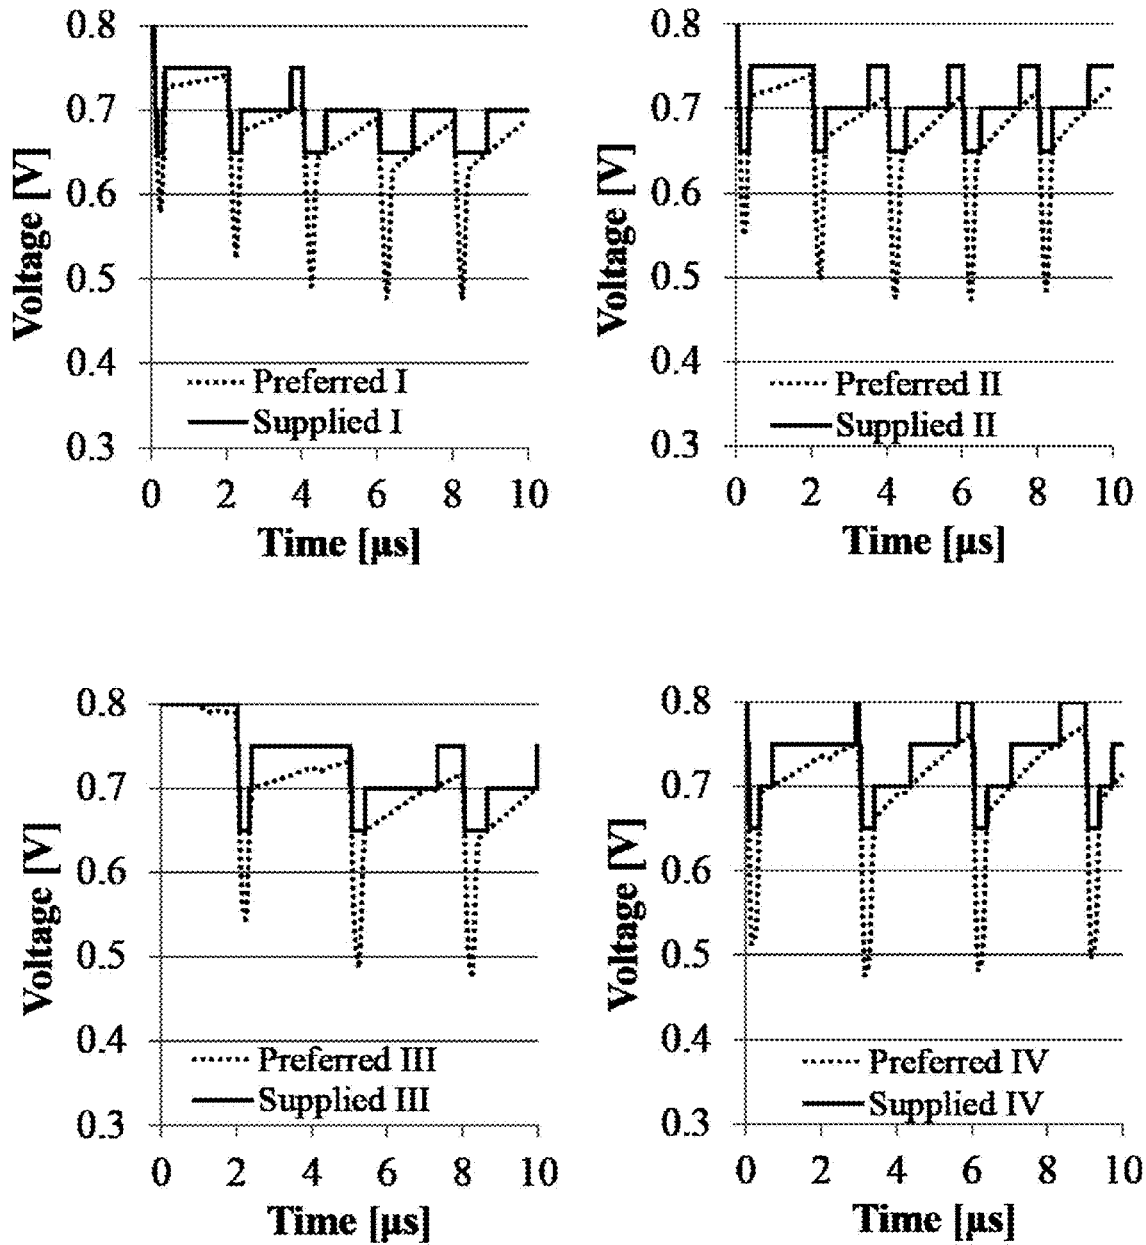 0.8
0.7
0.6
0.5
0.4
0.3
Voltage [V]
Preferred I
Supplied I
0 2 4 6 8 10
Time [µs]
0.8
0.7
0.6
0.5
0.4
0.3
Voltage [V]
Preferred II
Supplied II
0 2 4 6 8 10
Time [µs]
0.8
0.7
0.6
0.5
0.4
0.3
Voltage [V]
Preferred III
Supplied III
0 2 4 6 8 10
Time [µs]
0.8
0.7
0.6
0.5
0.4
0.3
Voltage [V]
Preferred IV
Supplied IV
0 2 4 6 8 10
Time [µs]